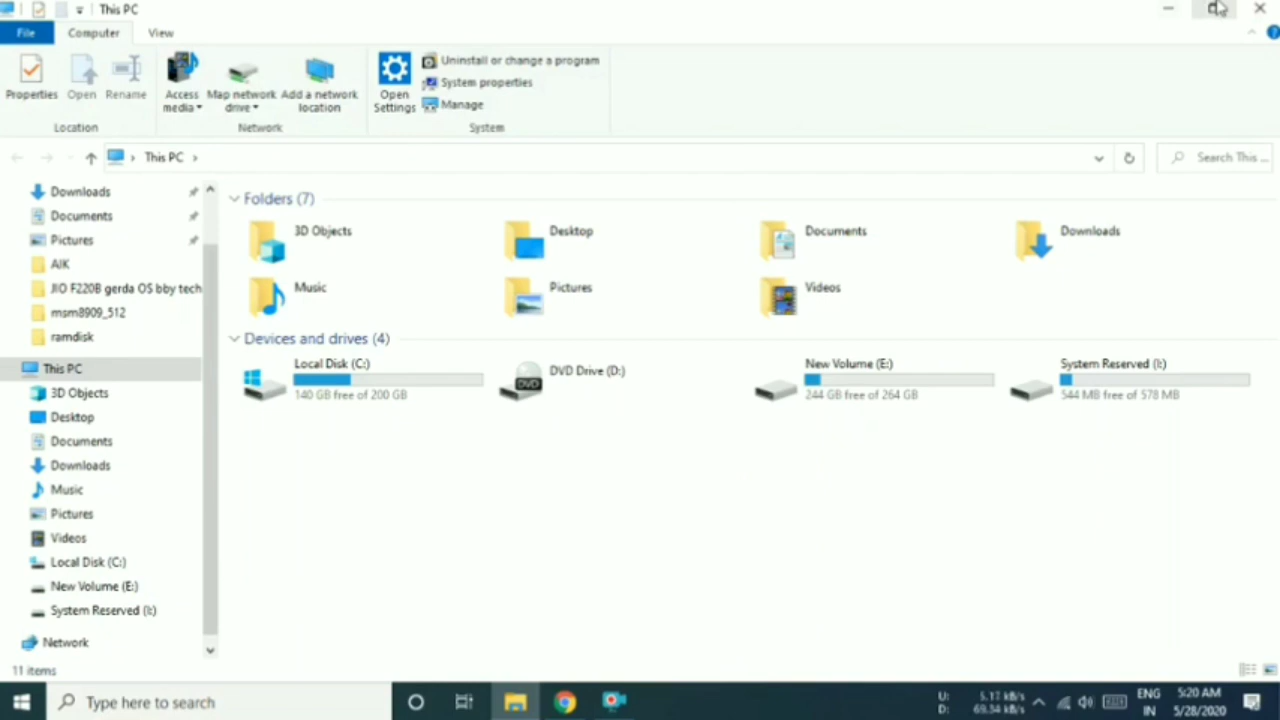 This PC
File
Computer
View
Properties
Open
Rename
Access media
Map network drive
Add a network location
Open Settings
Uninstall or change a program
System properties
Manage
Location
Network
System
This PC
Search This ...
Downloads
Documents
Pictures
AIK
JIO F220B gerda OS bby tech
msm8909_512
ramdisk
This PC
3D Objects
Desktop
Documents
Downloads
Music
Pictures
Videos
Local Disk (C:)
New Volume (E:)
System Reserved (I:)
Network
Folders (7)
3D Objects
Desktop
Documents
Downloads
Music
Pictures
Videos
Devices and drives (4)
Local Disk (C:)
140 GB free of 200 GB
DVD Drive (D:)
DVD
New Volume (E:)
244 GB free of 264 GB
System Reserved (I:)
544 MB free of 578 MB
11 items
Type here to search
U: 5.17 kB/s
D: 69.34 kB/s
ENG
IN
5:20 AM
5/28/2020